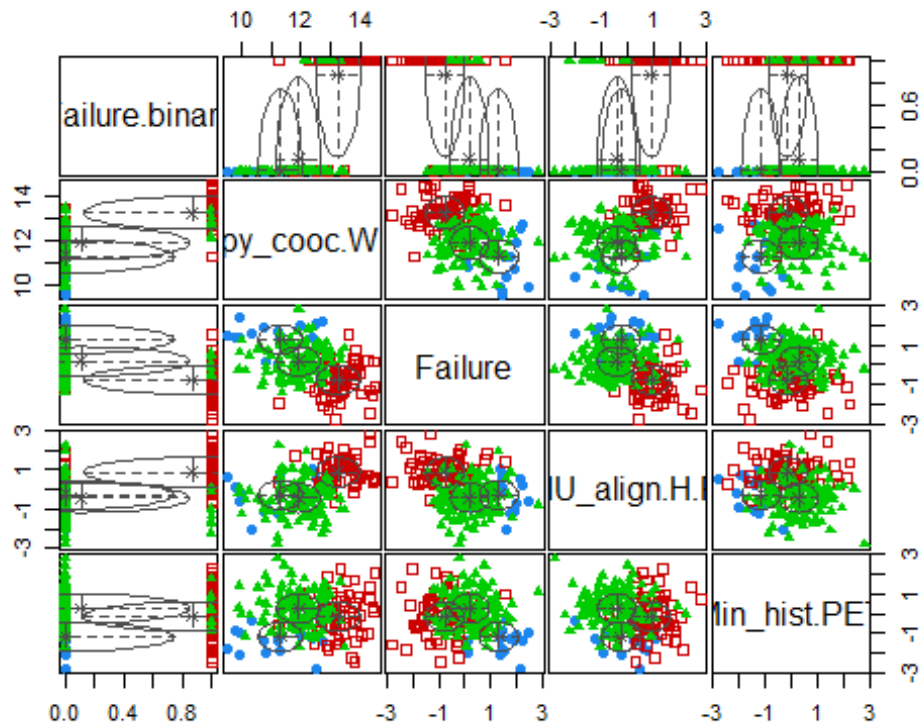 10 12 14 -3 -1 1 3
ailure.binar
0.0 0.6
10 12 14
py_cooc.W
Failure
-3 -1 1 3
-3 -1 1 3
U_align.H.
Min_hist.PE
-3 -1 1 3
0.0 0.4 0.8 -3 -1 1 3 -3 -1 1 3